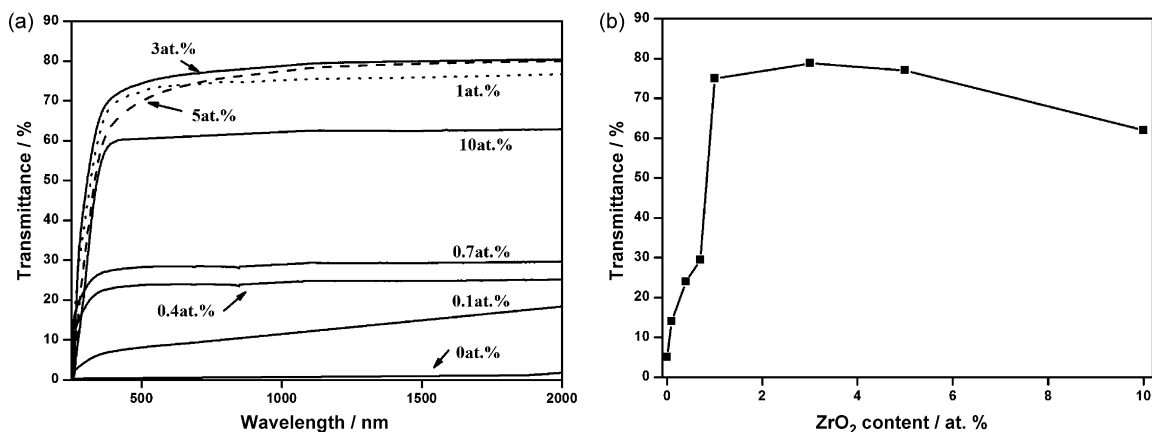 (a)
90
80
70
60
50
40
30
20
10
0
Transmittance / %
3at.%
1at.%
5at.%
10at.%
0.7at.%
0.4at.%
0.1at.%
0at.%
500
1000
1500
2000
Wavelength / nm
(b)
90
80
70
60
50
40
30
20
10
0
Transmittance / %
0
2
4
6
8
10
ZrO₂ content / at. %